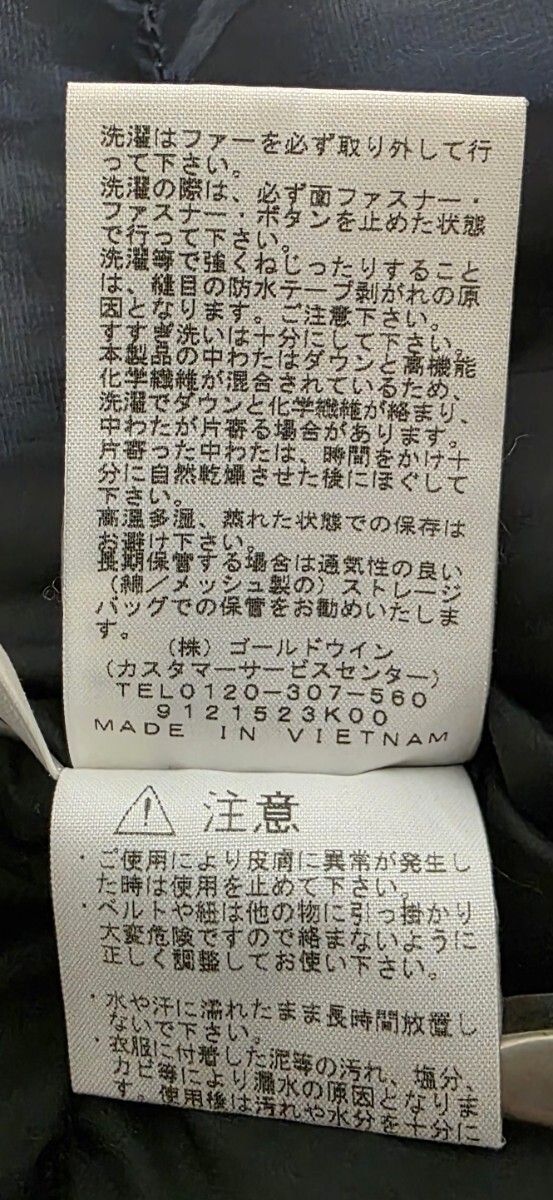 洗濯はファーを必ず取り外して行
って下さい。
洗濯の際は、必ず面ファスナー・
ファスナー・ボタンを止めた状態
で行って下さい。
洗濯等で強くねじったりすること
は、縫目の防水テープ剥がれの原
因となります。ご注意下さい。
すすぎ洗いは十分にして下さい。
本製品の中わたはダウンと高機能
化学繊維が混合されているため、
洗濯でダウンと化学繊維が絡まり、
中わたが片寄る場合があります。
片寄った中わたは、時間をかけ十
分に自然乾燥させた後にほぐして
下さい。
高温多湿、蒸れた状態での保存は
お避け下さい。
長期保管する場合は通気性の良い
（綿／メッシュ製の）ストレージ
バッグでの保管をお勧めいたしま
す。
（株）ゴールドウイン
(カスタマーサービスセンター)
TEL0120-307-560
9121523K00
MADE IN VIETNAM
注意
・ご使用により皮膚に異常が発生し
た時は使用を止めて下さい。
・ベルトや紐は他の物に引っ掛かり
大変危険ですので絡まないように
正しく調整してお使い下さい。
・水や汗に濡れたまま長時間放置し
ないで下さい。
・衣服に付着した泥等の汚れ、塩分、
カビ等により漏水の原因となりま
す。使用後は汚れや水分を十分に